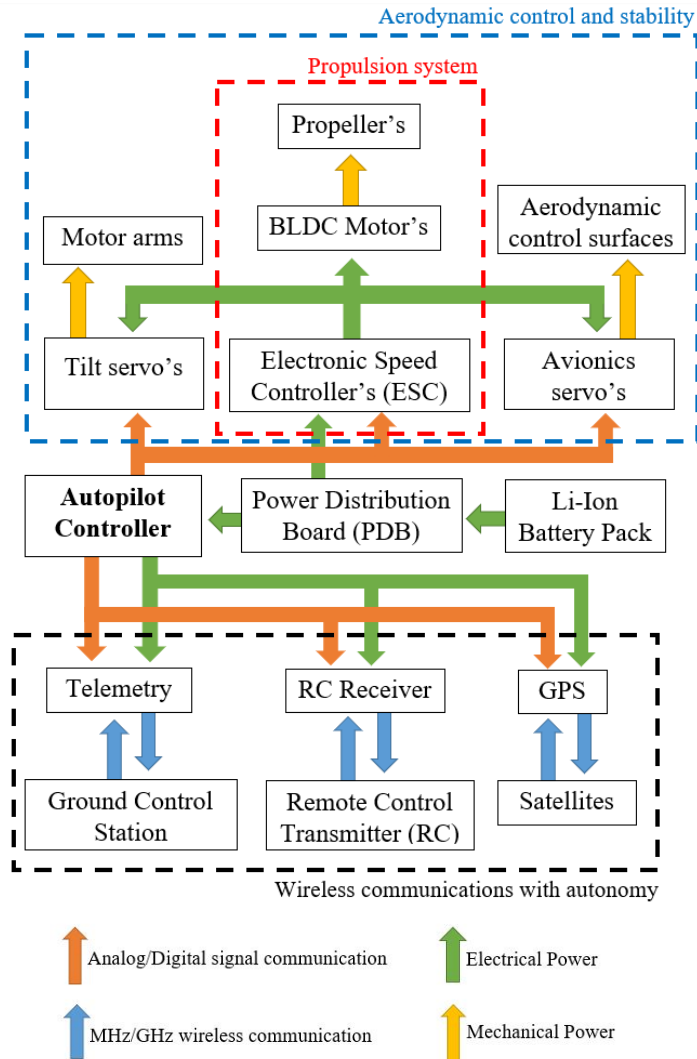 Aerodynamic control and stability
Propulsion system
Propeller's
BLDC Motor's
Motor arms
Aerodynamic
control surfaces
Tilt servo's
Electronic Speed
Controller's (ESC)
Avionics
servo's
Autopilot
Controller
Power Distribution
Board (PDB)
Li-Ion
Battery Pack
Telemetry
RC Receiver
GPS
Ground Control
Station
Remote Control
Transmitter (RC)
Satellites
Wireless communications with autonomy
Analog/Digital signal communication
Electrical Power
MHz/GHz wireless communication
Mechanical Power